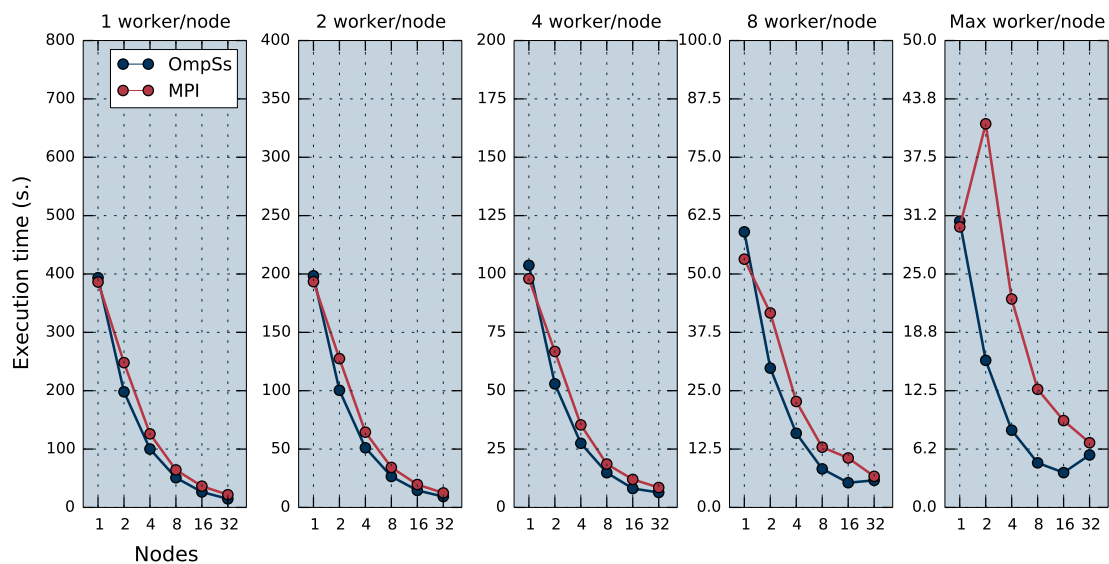 1 worker/node 2 worker/node 4 worker/node 8 worker/node Max worker/node
800 400 200 100.0 50.0
OmpSs
MPI
700 350 175 87.5 43.8
600 300 150 75.0 37.5
500 250 125 62.5 31.2
400 200 100 50.0 25.0
300 150 75 37.5 18.8
200 100 50 25.0 12.5
100 50 25 12.5 6.2
0 0 0 0.0 0.0
Execution time (s.)
1 2 4 8 16 32 1 2 4 8 16 32 1 2 4 8 16 32 1 2 4 8 16 32 1 2 4 8 16 32
Nodes